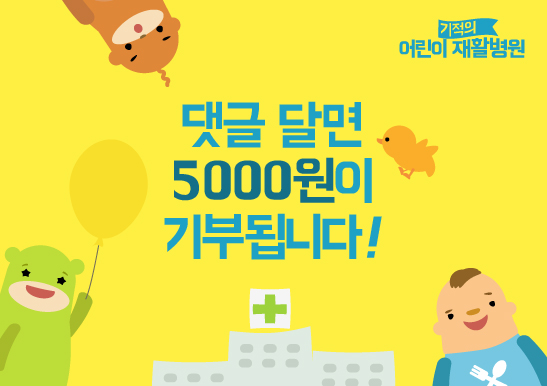 기적의
어린이 재활병원
댓글 달면
5000원이
기부됩니다!